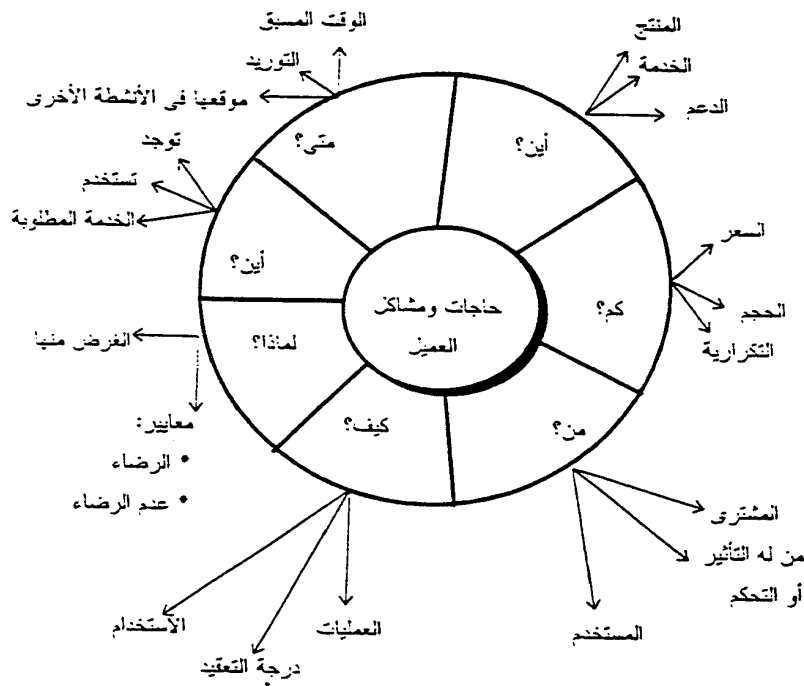 الوقت المسبق
المنتج
الخدمة
التوريد
الدعم
موقعها فى الأنشطة الأخرى
متى؟
أين؟
توجد
تستخدم
الخدمة المطلوبة
أين؟
السعر
حاجات ومشاكل
العميل
كم؟
الحجم
التكرارية
الغرض منها
لماذا؟
معايير:
• الرضاء
• عدم الرضاء
كيف؟
من؟
المشترى
من له التأثير
أو التحكم
الاستخدام
العمليات
المستخدم
درجة التعقيد